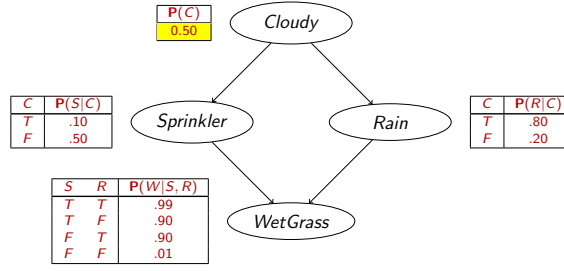 P(C)
0.50
Cloudy
C P(S|C)
T .10
F .50
Sprinkler
Rain
C P(R|C)
T .80
F .20
S R P(W|S, R)
T T .99
T F .90
F T .90
F F .01
WetGrass